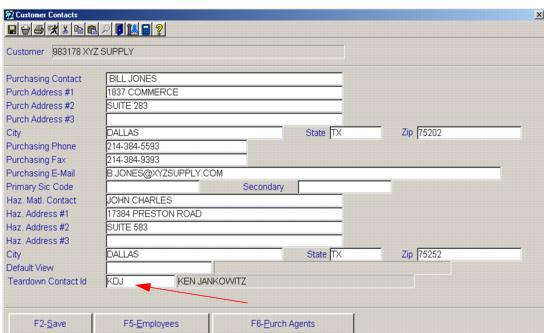 Customer Contacts
Customer 983178 XYZ SUPPLY
Purchasing Contact BILL JONES
Purch Address #1 1837 COMMERCE
Purch Address #2 SUITE 283
Purch Address #3
City DALLAS State TX Zip 75202
Purchasing Phone 214-384-5593
Purchasing Fax 214-384-9393
Purchasing E-Mail B.JONES@XYZSUPPLY.COM
Primary Sic Code Secondary
Haz. Matl. Contact JOHN CHARLES
Haz. Address #1 17384 PRESTON ROAD
Haz. Address #2 SUITE 583
Haz. Address #3
City DALLAS State TX Zip 75252
Default View
Teardown Contact Id KDJ KEN JANKOWITZ
F2-Save F5-Employees F6-Purch Agents